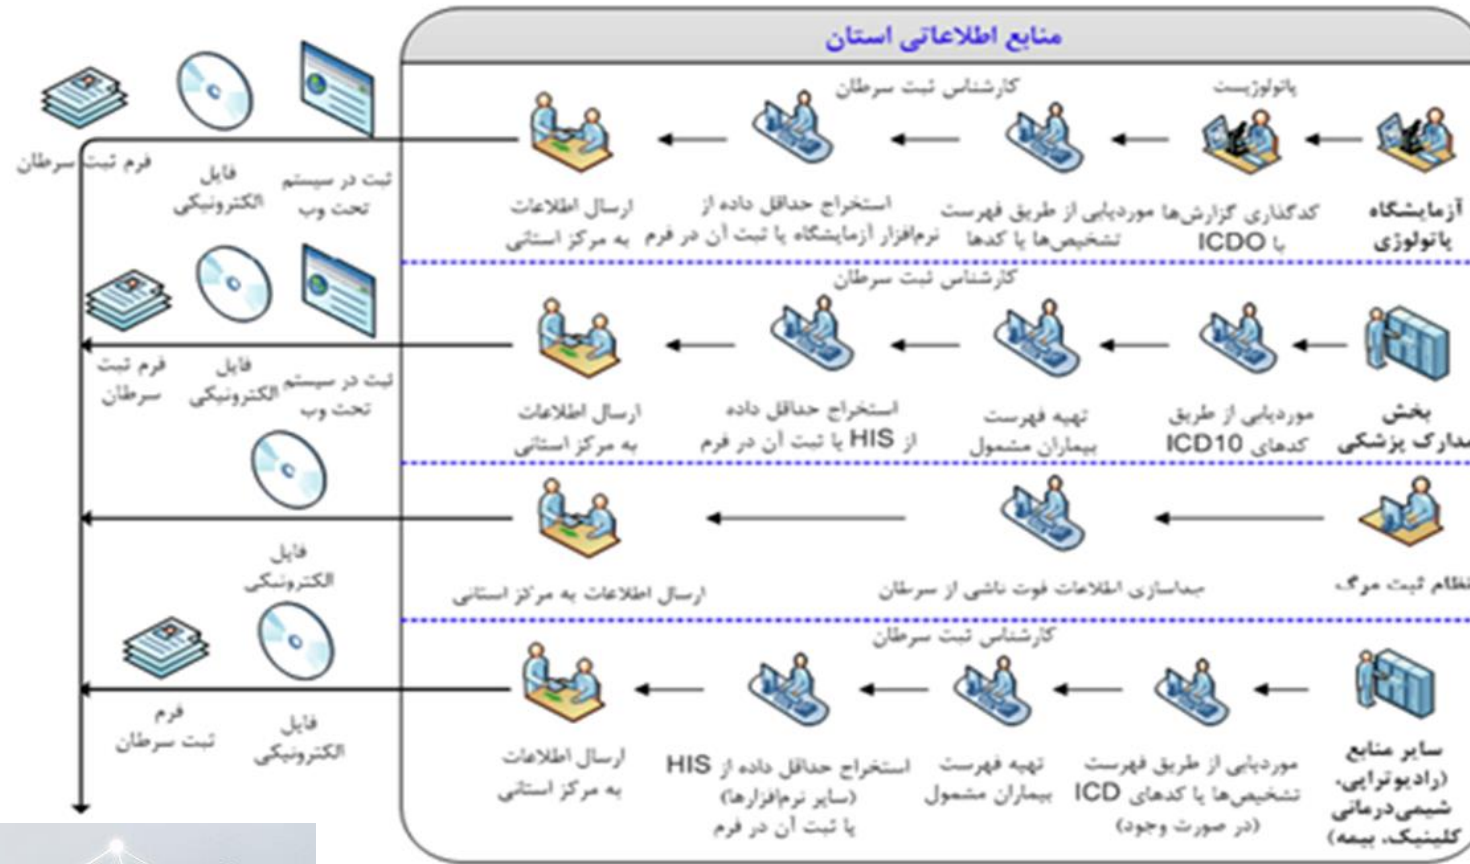 منابع اطلاعاتی استان
کارشناس ثبت سرطان
پاتولوژیست
آزمایشگاه
پاتولوژی
کدگذاری گزارش‌ها
با ICDO
موردیابی از طریق فهرست
تشخیص‌ها یا کدها
استخراج حداقل داده از
نرم‌افزار آزمایشگاه یا ثبت آن در فرم
ارسال اطلاعات
به مرکز استانی
ثبت در سیستم
تحت وب
فایل
الکترونیکی
فرم ثبت سرطان
کارشناس ثبت سرطان
بخش
مدارک پزشکی
موردیابی از طریق
کدهای ICD10
تهیه فهرست
بیماران مشمول
استخراج حداقل داده
از HIS یا ثبت آن در فرم
ارسال اطلاعات
به مرکز استانی
ثبت در سیستم
تحت وب
فایل
الکترونیکی
فرم ثبت
سرطان
نظام ثبت مرگ
جداسازی اطلاعات فوت ناشی از سرطان
ارسال اطلاعات به مرکز استانی
فایل
الکترونیکی
کارشناس ثبت سرطان
سایر منابع
(رادیوتراپی،
شیمی‌درمانی
کلینیک، بیمه)
موردیابی از طریق فهرست
تشخیص‌ها یا کدهای ICD
(در صورت وجود)
تهیه فهرست
بیماران مشمول
استخراج حداقل داده از HIS
(سایر نرم‌افزارها)
یا ثبت آن در فرم
ارسال اطلاعات
به مرکز استانی
فایل
الکترونیکی
فرم
ثبت سرطان